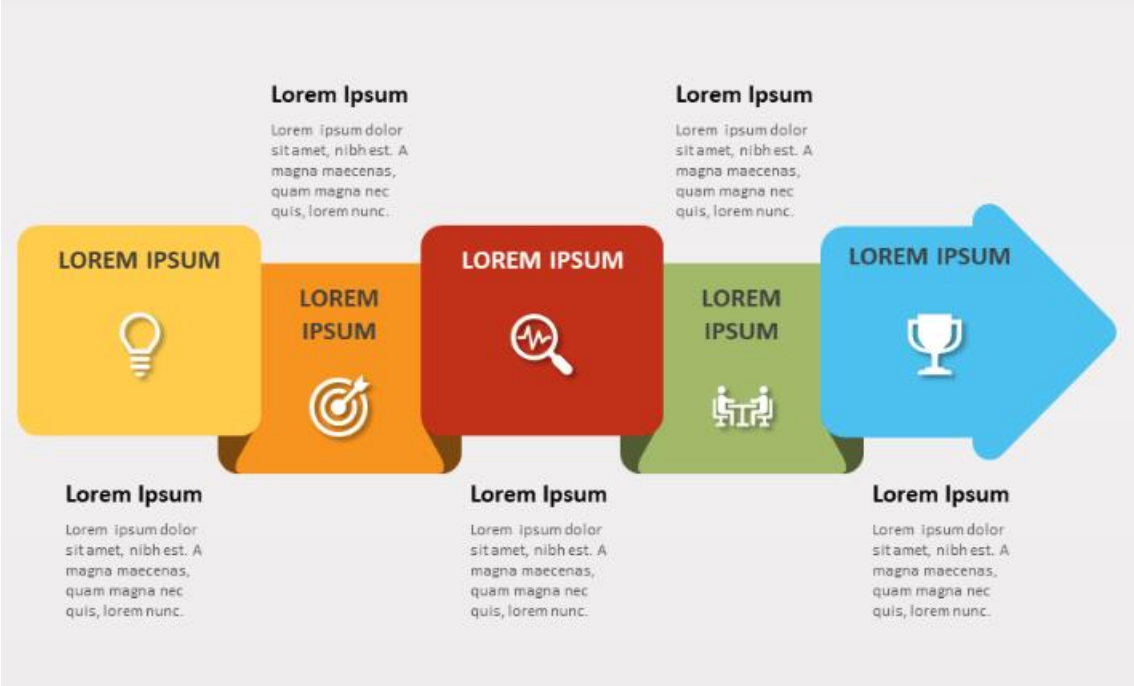 Lorem Ipsum
Lorem ipsum dolor
sit amet, nibh est. A
magna maecenas,
quam magna nec
quis, lorem nunc.
Lorem Ipsum
Lorem ipsum dolor
sit amet, nibh est. A
magna maecenas,
quam magna nec
quis, lorem nunc.
LOREM IPSUM
LOREM
IPSUM
LOREM IPSUM
LOREM
IPSUM
LOREM IPSUM
Lorem Ipsum
Lorem ipsum dolor
sit amet, nibh est. A
magna maecenas,
quam magna nec
quis, lorem nunc.
Lorem Ipsum
Lorem ipsum dolor
sit amet, nibh est. A
magna maecenas,
quam magna nec
quis, lorem nunc.
Lorem Ipsum
Lorem ipsum dolor
sit amet, nibh est. A
magna maecenas,
quam magna nec
quis, lorem nunc.